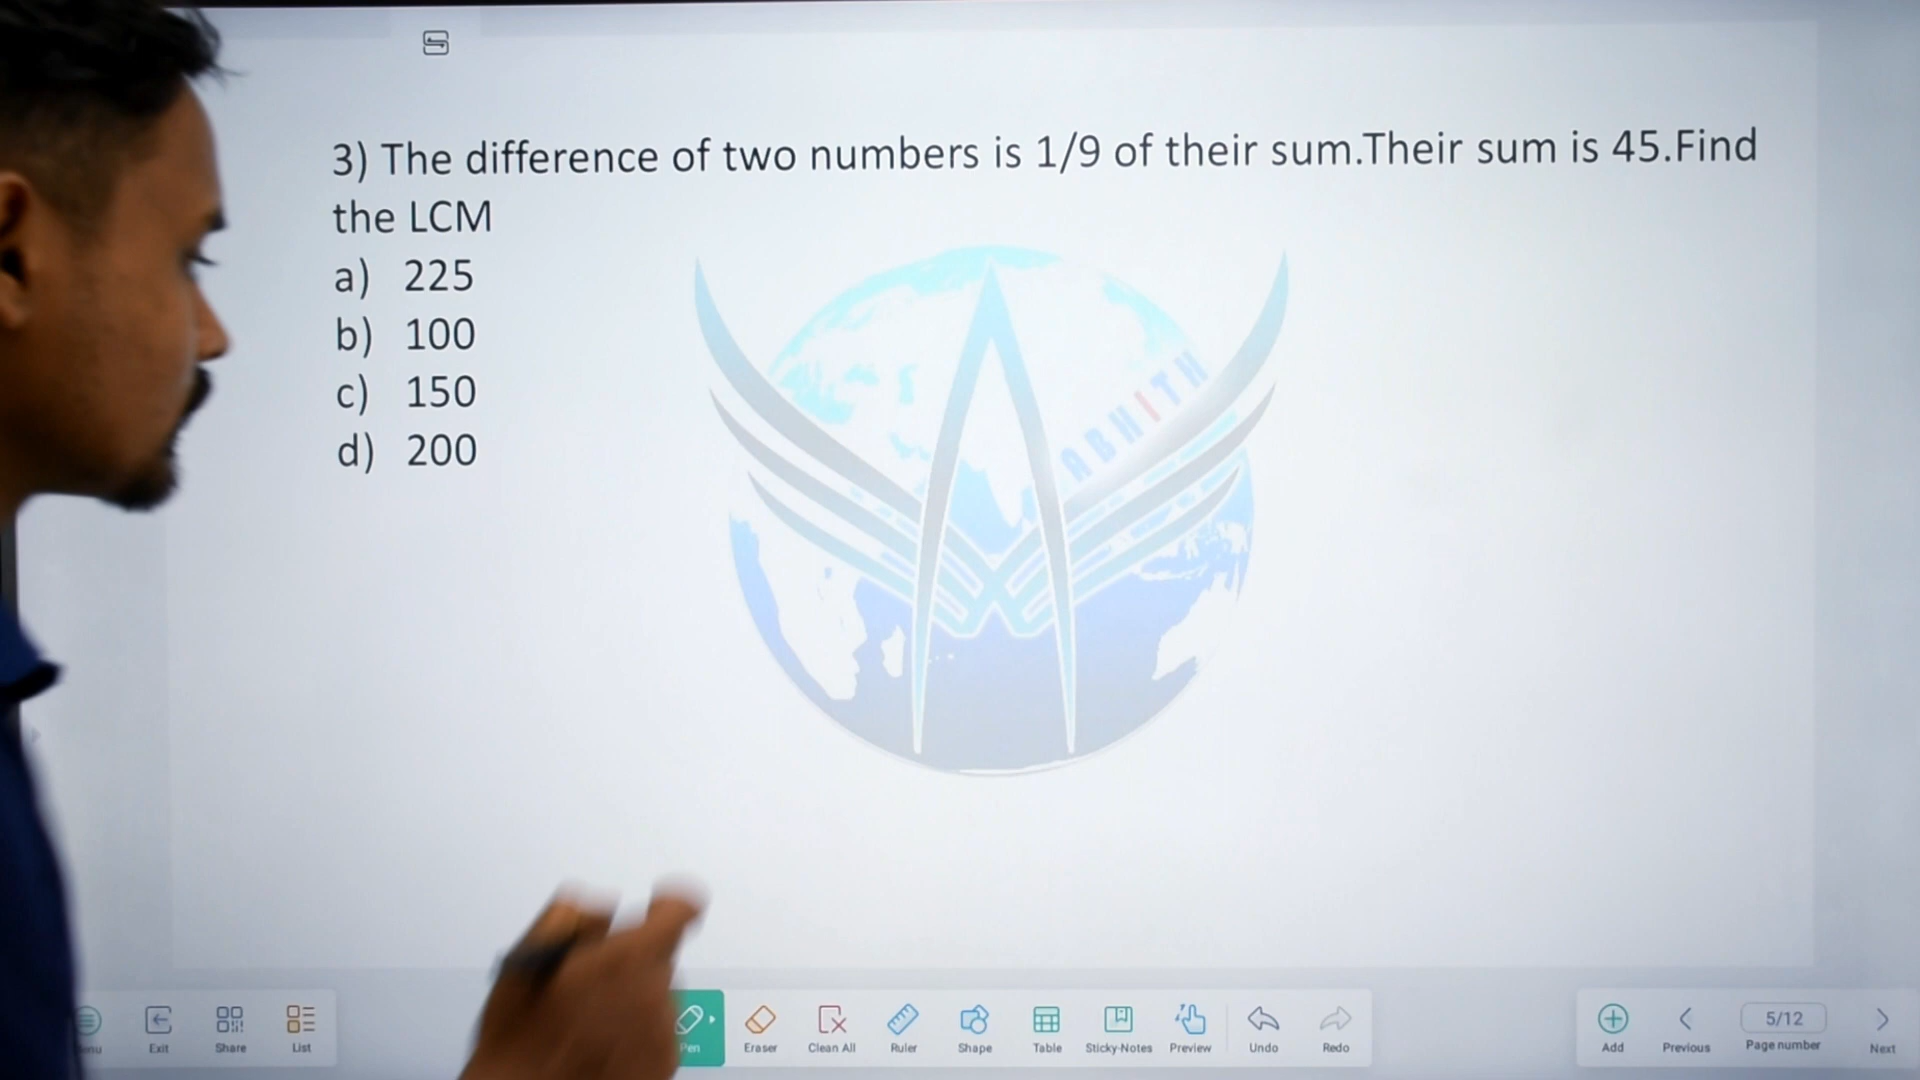 3) The difference of two numbers is 1/9 of their sum.Their sum is 45.Find
the LCM
a) 225
b) 100
c) 150
d) 200
ABHITH
Exit Share List Pen Eraser Clean All Ruler Shape Table Sticky-Notes Preview Undo Redo Add Previous 5/12 Page number Next